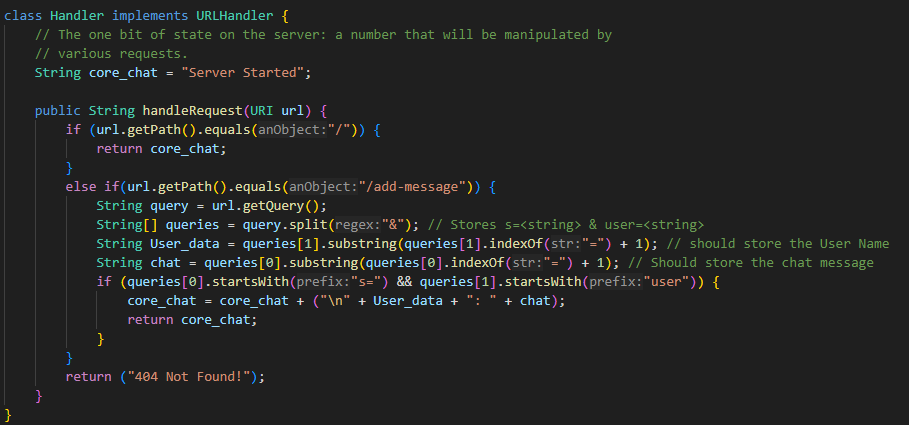 class Handler implements URLHandler {
    // The one bit of state on the server: a number that will be manipulated by
    // various requests.
    String core_chat = "Server Started";

    public String handleRequest(URI url) {
        if (url.getPath().equals(anObject:"/")) {
            return core_chat;
        }
        else if(url.getPath().equals(anObject:"/add-message")) {
            String query = url.getQuery();
            String[] queries = query.split(regex:"&"); // Stores s=<string> & user=<string>
            String User_data = queries[1].substring(queries[1].indexOf(str:"=") + 1); // should store the User Name
            String chat = queries[0].substring(queries[0].indexOf(str:"=") + 1); // Should store the chat message
            if (queries[0].startsWith(prefix:"s=") && queries[1].startsWith(prefix:"user")) {
                core_chat = core_chat + ("\n" + User_data + ": " + chat);
                return core_chat;
            }
        }
        return ("404 Not Found!");
    }
}